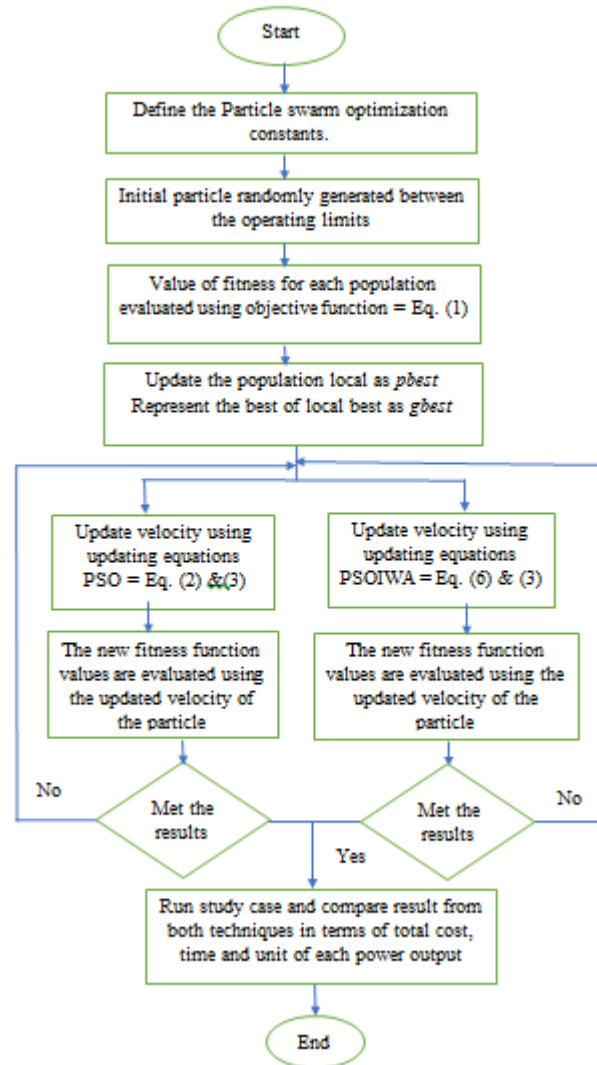 Start
Define the Particle swarm optimization
constants.
Initial particle randomly generated between
the operating limits
Value of fitness for each population
evaluated using objective function = Eq. (1)
Update the population local as pbest
Represent the best of local best as gbest
Update velocity using
updating equations
PSO = Eq. (2) &(3)
Update velocity using
updating equations
PSOIWA = Eq. (6) & (3)
The new fitness function
values are evaluated using
the updated velocity of
the particle
The new fitness function
values are evaluated using the
updated velocity of the
particle
No
Met the
results
Yes
Met the
results
No
Run study case and compare result from
both techniques in terms of total cost,
time and unit of each power output
End